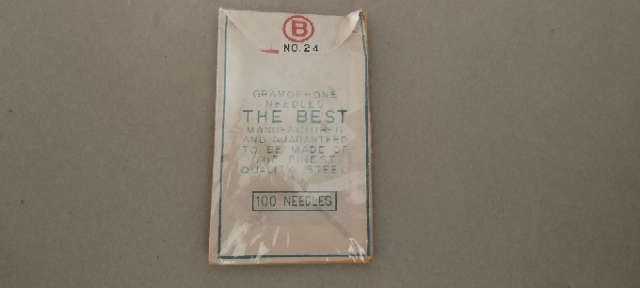 B
NO. 24
GRAMOPHONE
NEEDLES
THE BEST
MANUFACTURED
AND GUARANTEED
TO BE MADE OF
THE FINEST
QUALITY STEEL
100 NEEDLES